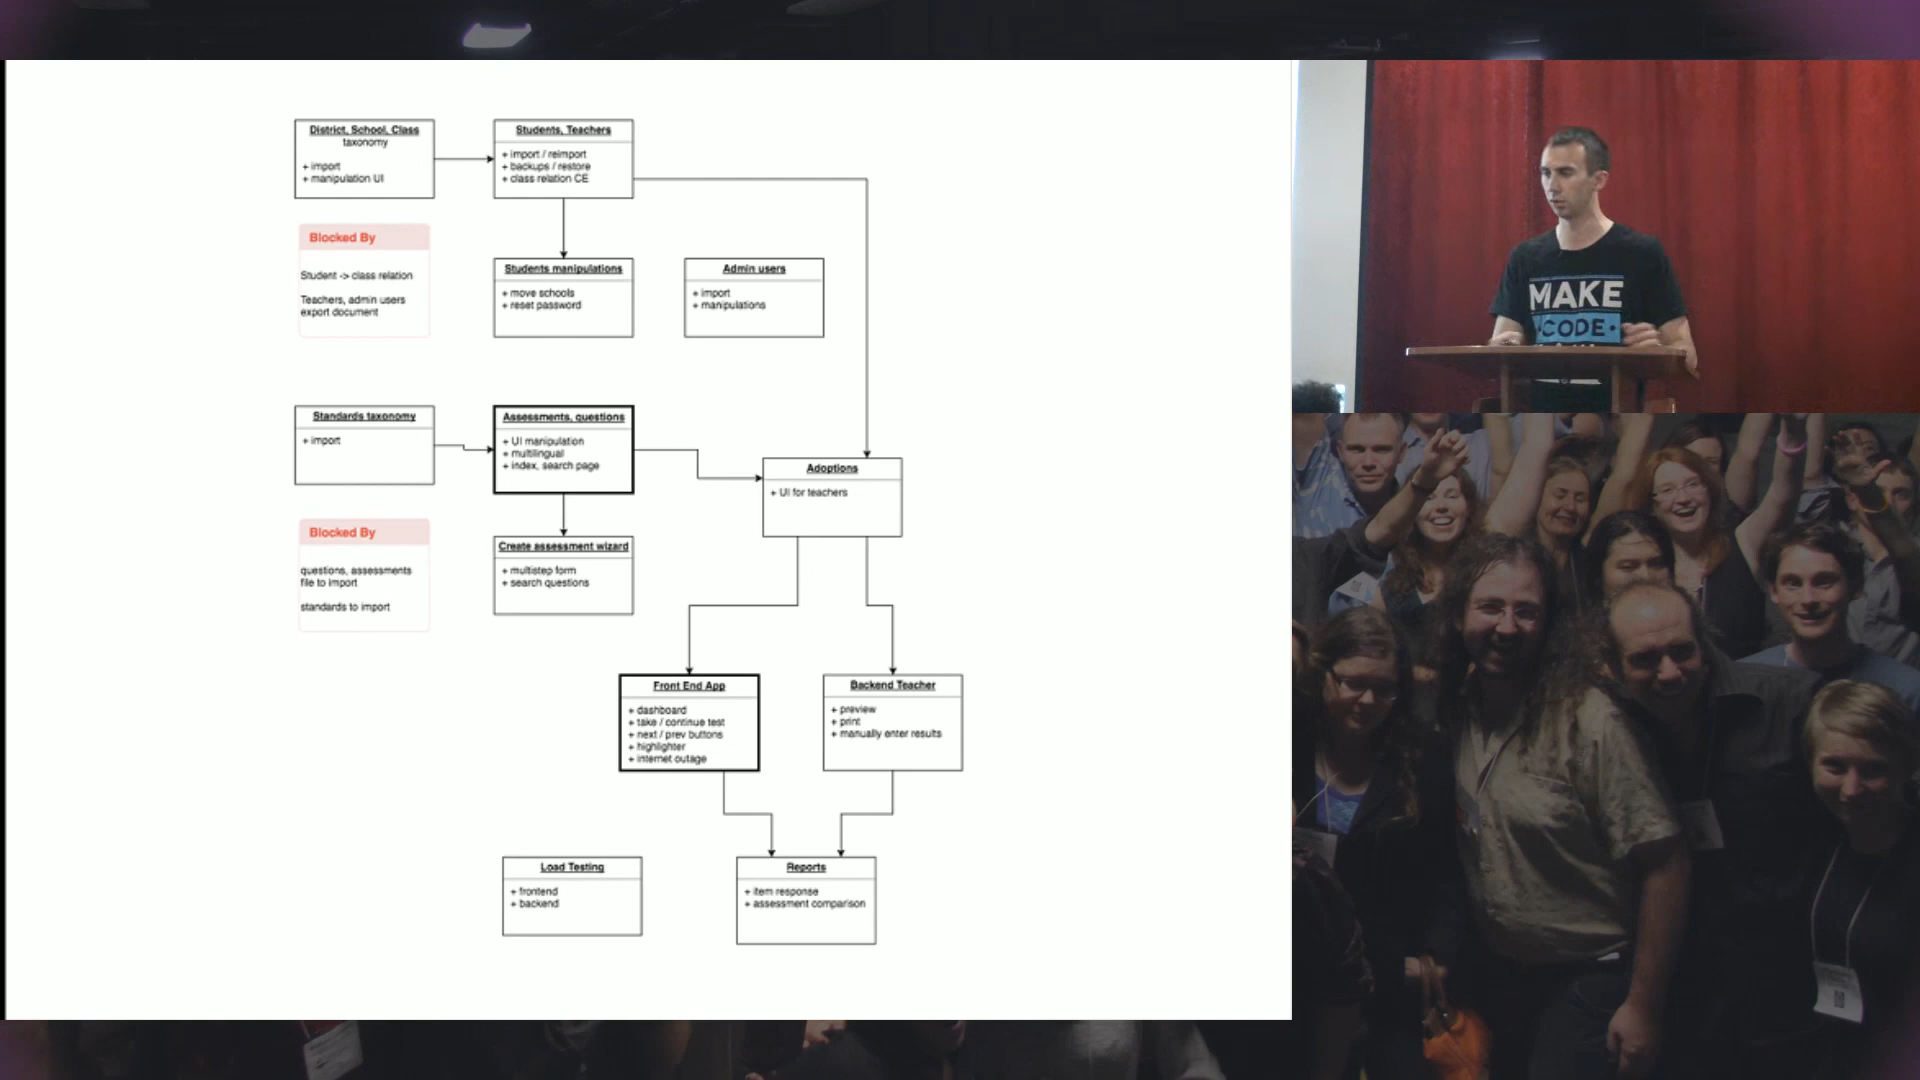 District, School, Class
taxonomy
+ import
+ manipulation UI
Students, Teachers
+ import / reimport
+ backups / restore
+ class relation CE
Blocked By
Student -> class relation
Teachers, admin users
export document
Students manipulations
+ move schools
+ reset password
Admin users
+ import
+ manipulations
Standards taxonomy
+ import
Assessments, questions
+ UI manipulation
+ multilingual
+ index, search page
Adoptions
+ UI for teachers
Blocked By
questions, assessments
file to import
standards to import
Create assessment wizard
+ multistep form
+ search questions
Front End App
+ dashboard
+ take / continue test
+ next / prev buttons
+ highlighter
+ internet outage
Backend Teacher
+ preview
+ print
+ manually enter results
Load Testing
+ frontend
+ backend
Reports
+ item response
+ assessment comparison
MAKE
•CODE•